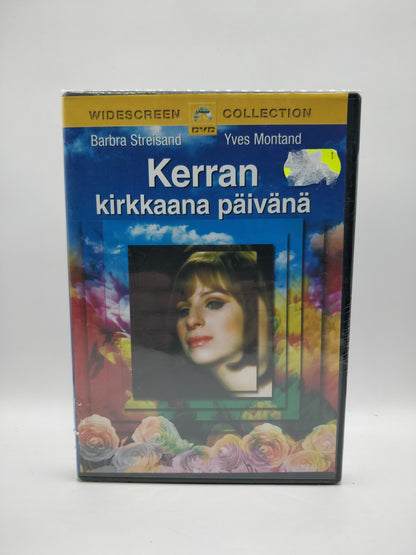 WIDESCREEN DVD COLLECTION
Barbra Streisand Yves Montand
Kerran
kirkkaana päivänä